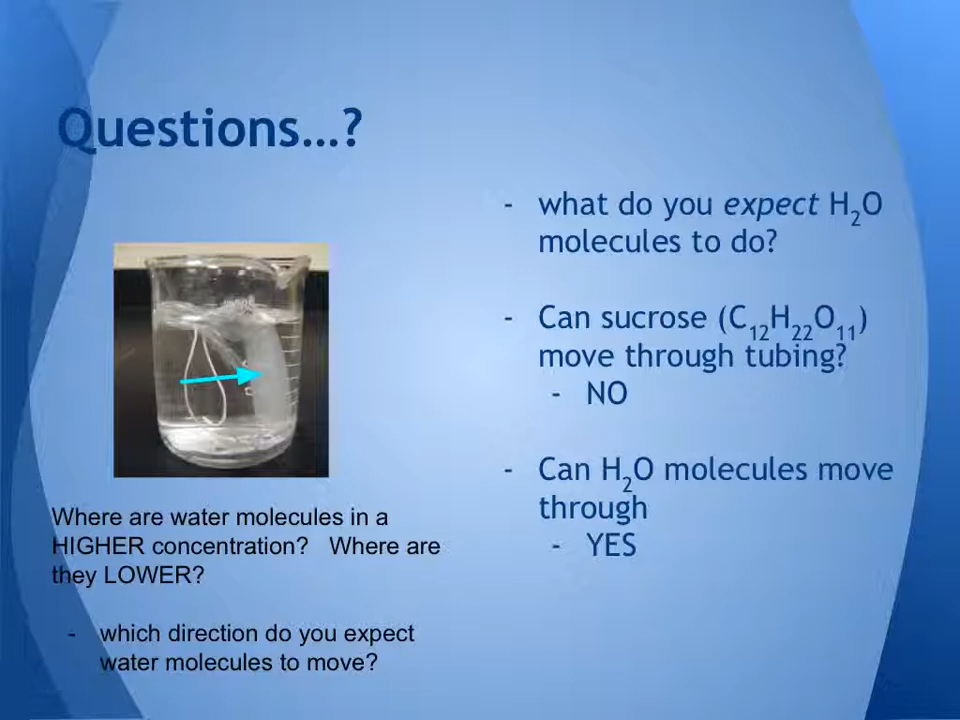 Questions…?
- what do you expect H₂O
molecules to do?
- Can sucrose (C₁₂H₂₂O₁₁)
move through tubing?
- NO
- Can H₂O molecules move
through
- YES
Where are water molecules in a
HIGHER concentration? Where are
they LOWER?
- which direction do you expect
water molecules to move?